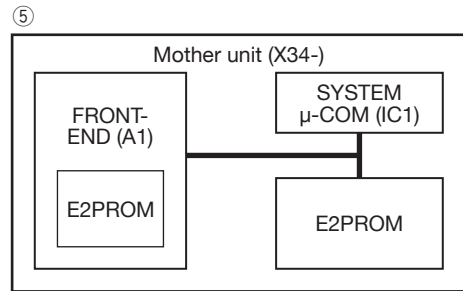 ⑤
Mother unit (X34-)
FRONT-
END (A1)
E2PROM
SYSTEM
µ-COM (IC1)
E2PROM